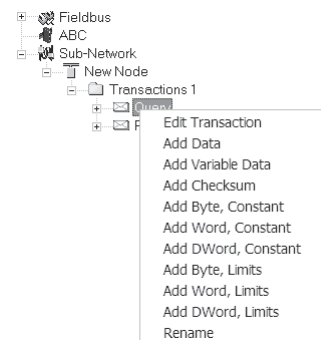 Fieldbus
ABC
Sub-Network
New Node
Transactions 1
Query
Edit Transaction
Add Data
Add Variable Data
Add Checksum
Add Byte, Constant
Add Word, Constant
Add DWord, Constant
Add Byte, Limits
Add Word, Limits
Add DWord, Limits
Rename